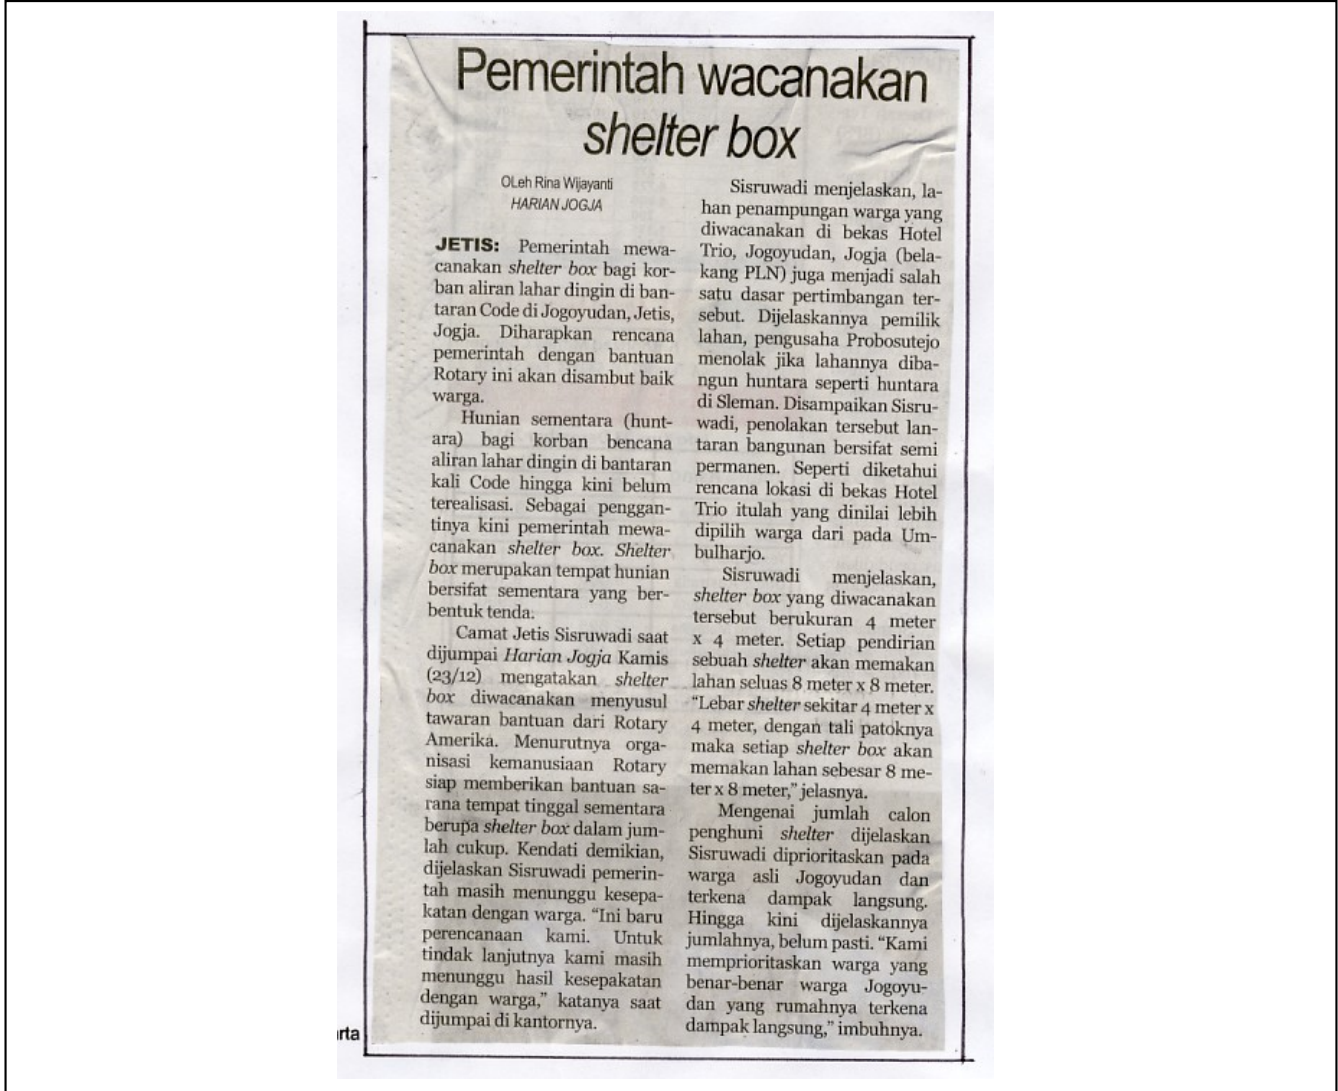 Pemerintah wacanakan
shelter box
OLeh Rina Wijayanti
HARIAN JOGJA
JETIS: Pemerintah mewa-
canakan shelter box bagi kor-
ban aliran lahar dingin di ban-
taran Code di Jogoyudan, Jetis,
Jogja. Diharapkan rencana
pemerintah dengan bantuan
Rotary ini akan disambut baik
warga.
Hunian sementara (hunt-
ara) bagi korban bencana
aliran lahar dingin di bantaran
kali Code hingga kini belum
terealisasi. Sebagai penggan-
tinya kini pemerintah mewa-
canakan shelter box. Shelter
box merupakan tempat hunian
bersifat sementara yang ber-
bentuk tenda.
Camat Jetis Sisruwadi saat
dijumpai Harian Jogja Kamis
(23/12) mengatakan shelter
box diwacanakan menyusul
tawaran bantuan dari Rotary
Amerika. Menurutnya orga-
nisasi kemanusiaan Rotary
siap memberikan bantuan sa-
rana tempat tinggal sementara
berupa shelter box dalam jum-
lah cukup. Kendati demikian,
dijelaskan Sisruwadi pemerin-
tah masih menunggu kesepa-
katan dengan warga. “Ini baru
perencanaan kami. Untuk
tindak lanjutnya kami masih
menunggu hasil kesepakatan
dengan warga,” katanya saat
dijumpai di kantornya.
Sisruwadi menjelaskan, la-
han penampungan warga yang
diwacanakan di bekas Hotel
Trio, Jogoyudan, Jogja (bela-
kang PLN) juga menjadi salah
satu dasar pertimbangan ter-
sebut. Dijelaskannya pemilik
lahan, pengusaha Probosutejo
menolak jika lahannya diba-
ngun huntara seperti huntara
di Sleman. Disampaikan Sisru-
wadi, penolakan tersebut lan-
taran bangunan bersifat semi
permanen. Seperti diketahui
rencana lokasi di bekas Hotel
Trio itulah yang dinilai lebih
dipilih warga dari pada Um-
bulharjo.
Sisruwadi menjelaskan,
shelter box yang diwacanakan
tersebut berukuran 4 meter
x 4 meter. Setiap pendirian
sebuah shelter akan memakan
lahan seluas 8 meter x 8 meter.
“Lebar shelter sekitar 4 meter x
4 meter, dengan tali patoknya
maka setiap shelter box akan
memakan lahan sebesar 8 me-
ter x 8 meter,” jelasnya.
Mengenai jumlah calon
penghuni shelter dijelaskan
Sisruwadi diprioritaskan pada
warga asli Jogoyudan dan
terkena dampak langsung.
Hingga kini dijelaskannya
jumlahnya, belum pasti. “Kami
memprioritaskan warga yang
benar-benar warga Jogoyu-
dan yang rumahnya terkena
dampak langsung,” imbuhnya.
rta